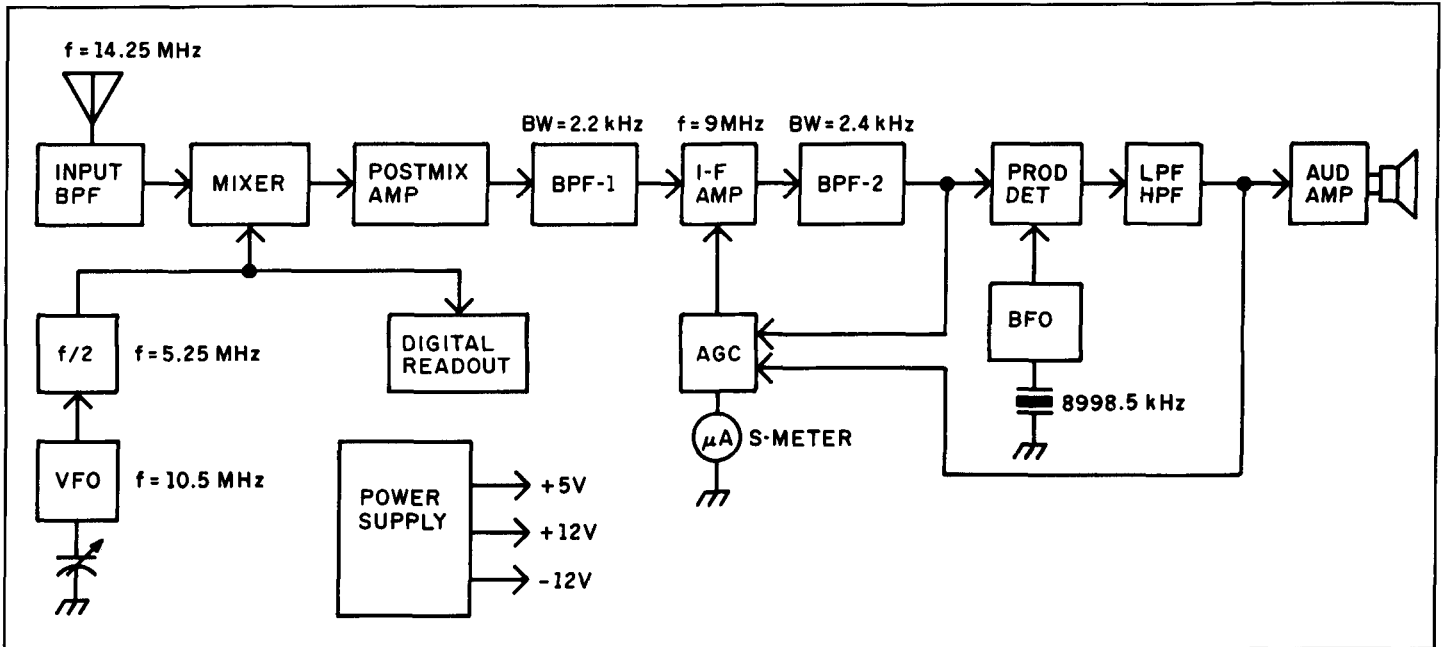 f = 14.25 MHz
INPUT
BPF
MIXER
POSTMIX
AMP
BW = 2.2 kHz
BPF-1
f = 9 MHz
I-F
AMP
BW = 2.4 kHz
BPF-2
PROD
DET
LPF
HPF
AUD
AMP
f/2
f = 5.25 MHz
DIGITAL
READOUT
AGC
BFO
8998.5 kHz
μA
S-METER
VFO
f = 10.5 MHz
POWER
SUPPLY
+5V
+12V
-12V